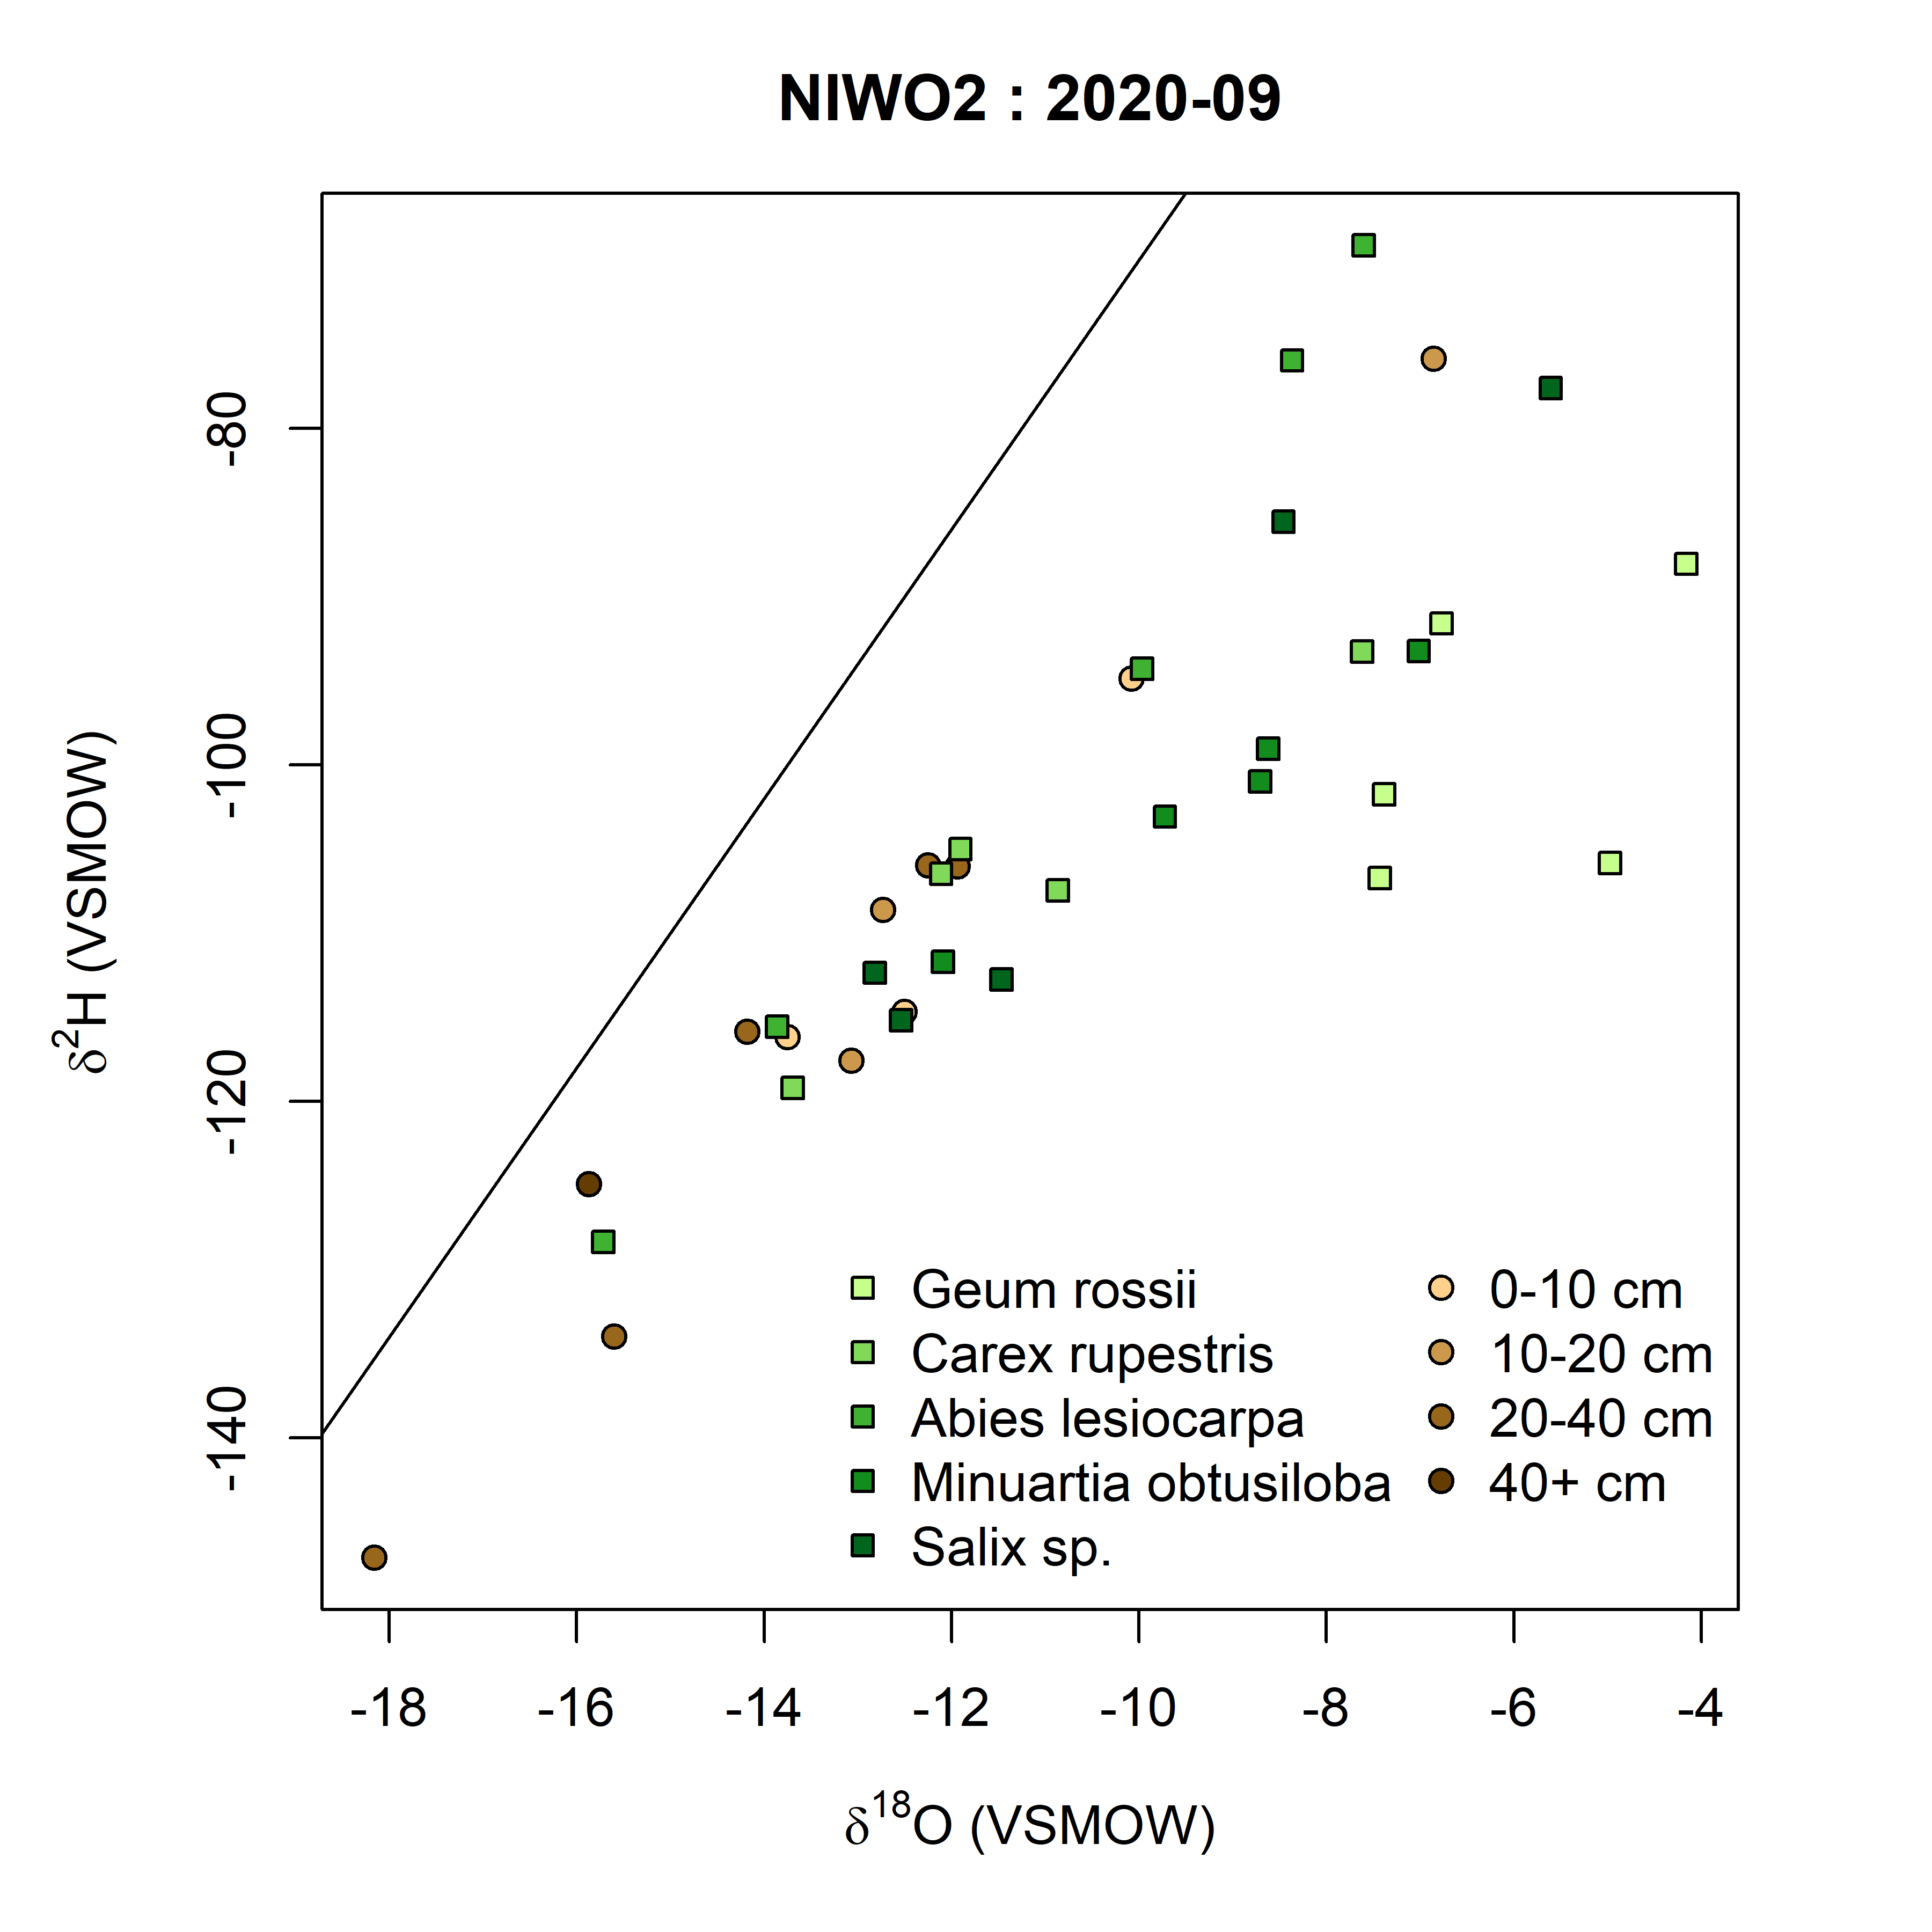 NIWO2 : 2020-09
δ²H (VSMOW)
-80
-100
-120
-140
Geum rossii
Carex rupestris
Abies lesiocarpa
Minuartia obtusiloba
Salix sp.
0-10 cm
10-20 cm
20-40 cm
40+ cm
-18 -16 -14 -12 -10 -8 -6 -4
δ¹⁸O (VSMOW)